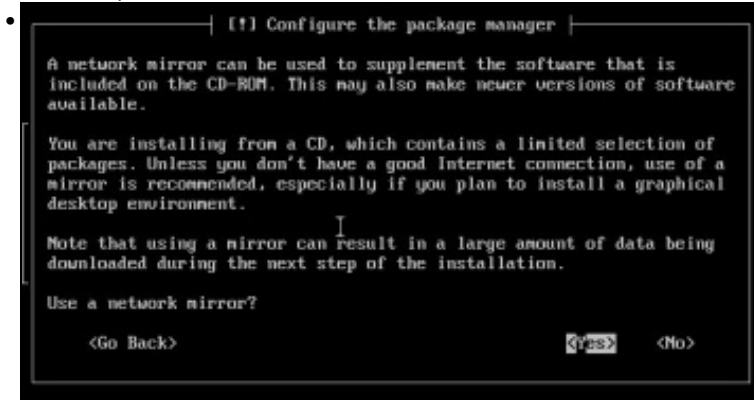 [!] Configure the package manager
A network mirror can be used to supplement the software that is
included on the CD-ROM. This may also make newer versions of software
available.
You are installing from a CD, which contains a limited selection of
packages. Unless you don't have a good Internet connection, use of a
mirror is recommended, especially if you plan to install a graphical
desktop environment.
Note that using a mirror can result in a large amount of data being
downloaded during the next step of the installation.
Use a network mirror?
<Go Back> <Yes> <No>